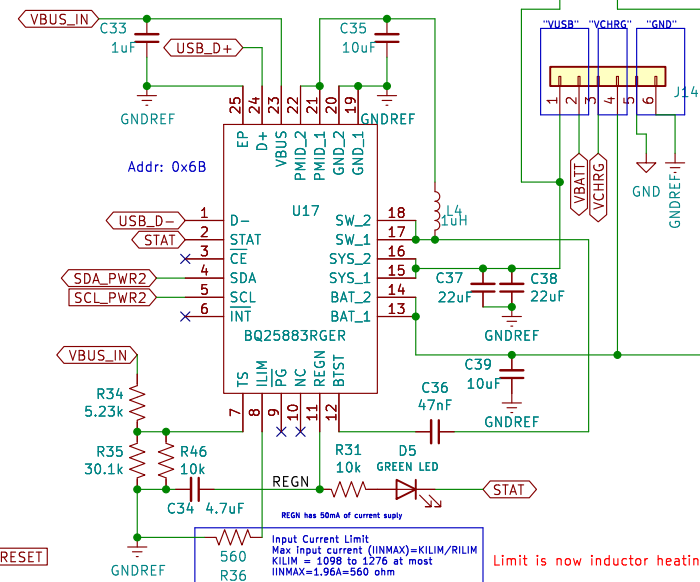 VBUS_IN
C33
1uF
USB_D+
C35
10uF
"VUSB"
"VCHRG"
"GND"
J14
1
2
3
4
5
6
GNDREF
GNDREF
25
24
23
22
21
20
19
EP
D+
VBUS
PMID_2
PMID_1
GND_2
GND_1
Addr: 0x6B
VBATT
VCHRG
GND
GNDREF
U17
L4
1uH
USB_D-
1
D-
SW_2
18
STAT
2
STAT
SW_1
17
3
CE
SYS_2
16
SDA_PWR2
4
SDA
SYS_1
15
C37
22uF
C38
22uF
SCL_PWR2
5
SCL
BAT_2
14
6
INT
BAT_1
13
GNDREF
BQ25883RGER
VBUS_IN
TS
ILIM
PG
NC
REGN
BTST
7
8
9
10
11
12
C39
10uF
GNDREF
R34
5.23k
C36
47nF
R35
30.1k
R46
10k
R31
10k
D5
GREEN LED
REGN
STAT
C34
4.7uF
REGN has 50mA of current suply
RESET
GNDREF
560
R36
Input Current Limit
Max input current (IINMAX)=KILIM/RILIM
KILIM = 1098 to 1276 at most
IINMAX=1.96A=560 ohm
Limit is now inductor heatin